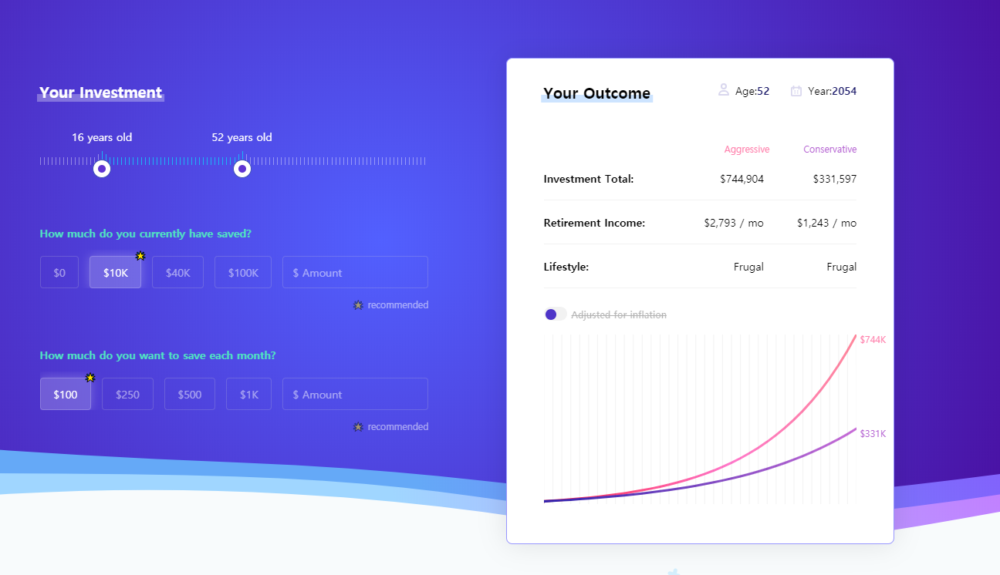 Your Investment
16 years old 52 years old
How much do you currently have saved?
$0 $10K $40K $100K $ Amount
recommended
How much do you want to save each month?
$100 $250 $500 $1K $ Amount
recommended
Your Outcome Age:52 Year:2054
Aggressive Conservative
Investment Total: $744,904 $331,597
Retirement Income: $2,793 / mo $1,243 / mo
Lifestyle: Frugal Frugal
Adjusted for inflation
$744K
$331K